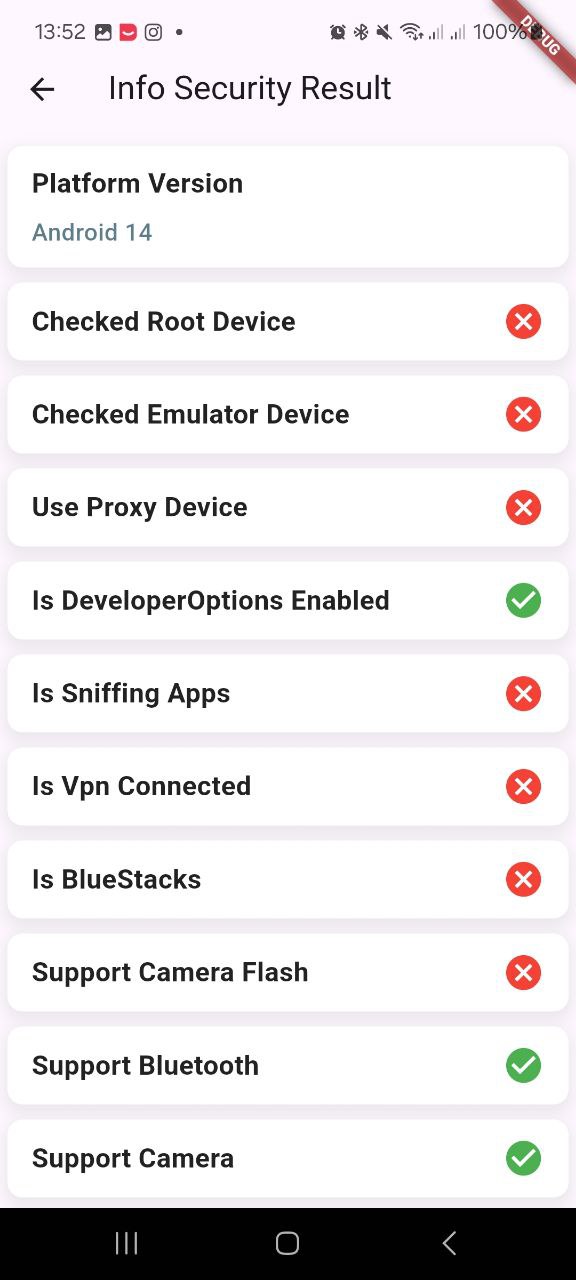 13:52
100%
DEBUG
Info Security Result
Platform Version
Android 14
Checked Root Device
Checked Emulator Device
Use Proxy Device
Is DeveloperOptions Enabled
Is Sniffing Apps
Is Vpn Connected
Is BlueStacks
Support Camera Flash
Support Bluetooth
Support Camera